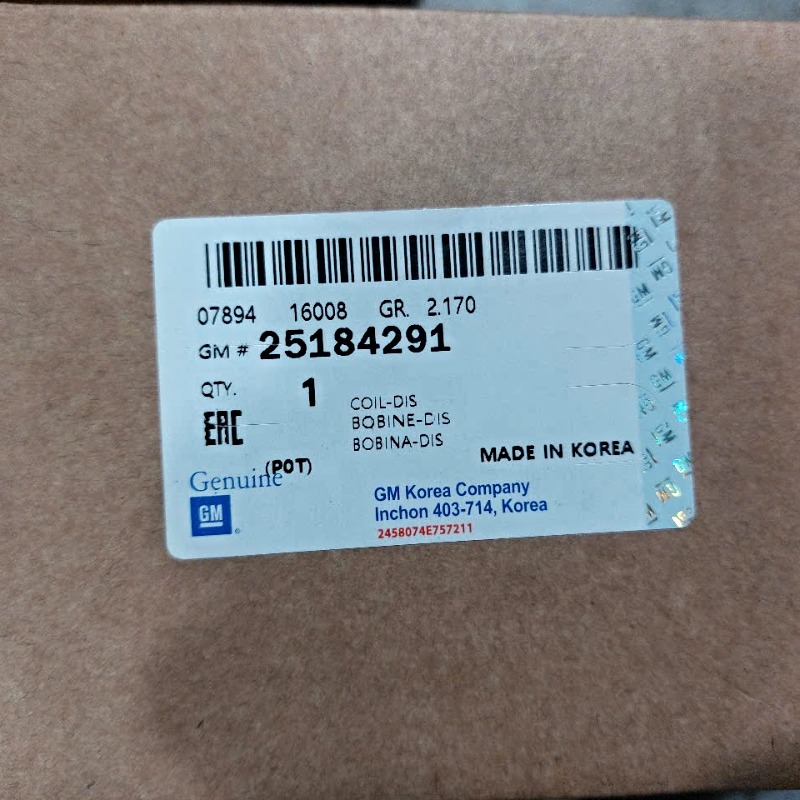 07894 16008 GR. 2.170
GM # 25184291
QTY. 1
COIL-DIS
BOBINE-DIS
BOBINA-DIS
EAC
(POT)
MADE IN KOREA
Genuine
GM
GM Korea Company
Inchon 403-714, Korea
2458074E757211